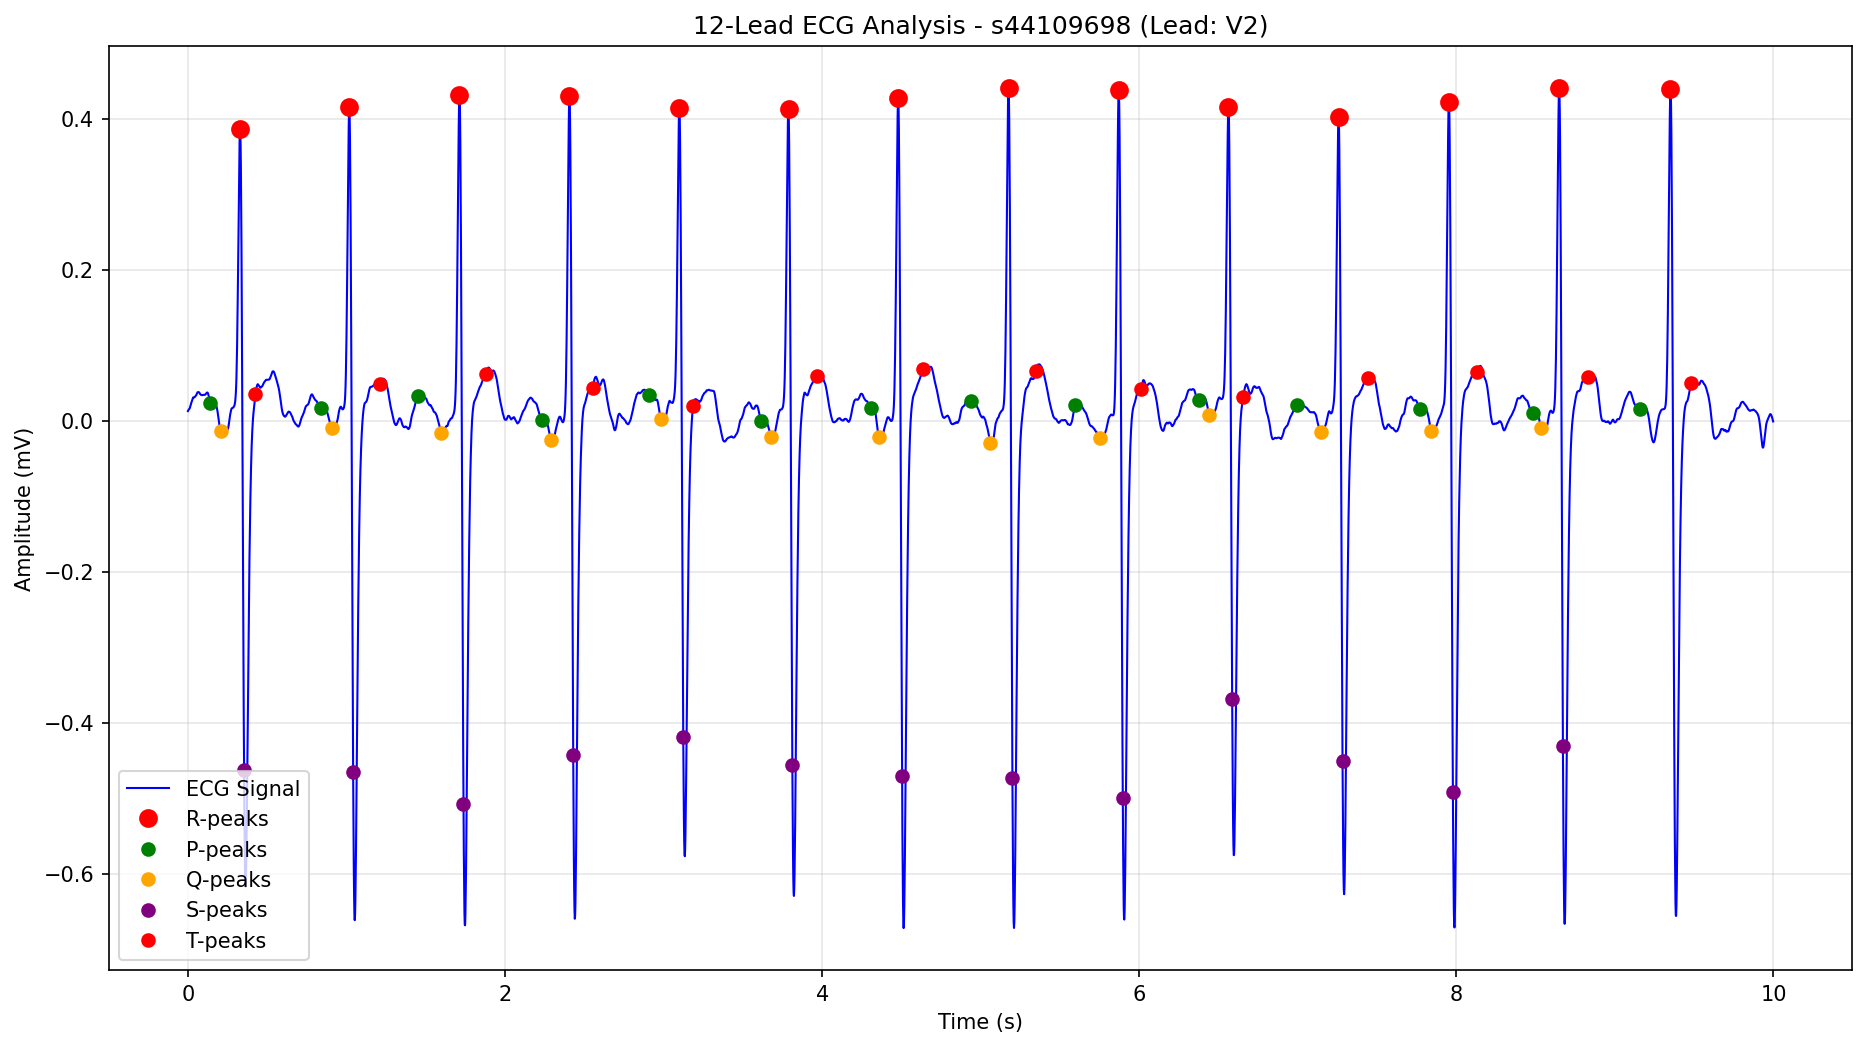 12-Lead ECG Analysis - s44109698 (Lead: V2)
Amplitude (mV)
0.4
0.2
0.0
−0.2
−0.4
−0.6
ECG Signal
R-peaks
P-peaks
Q-peaks
S-peaks
T-peaks
0 2 4 6 8 10
Time (s)